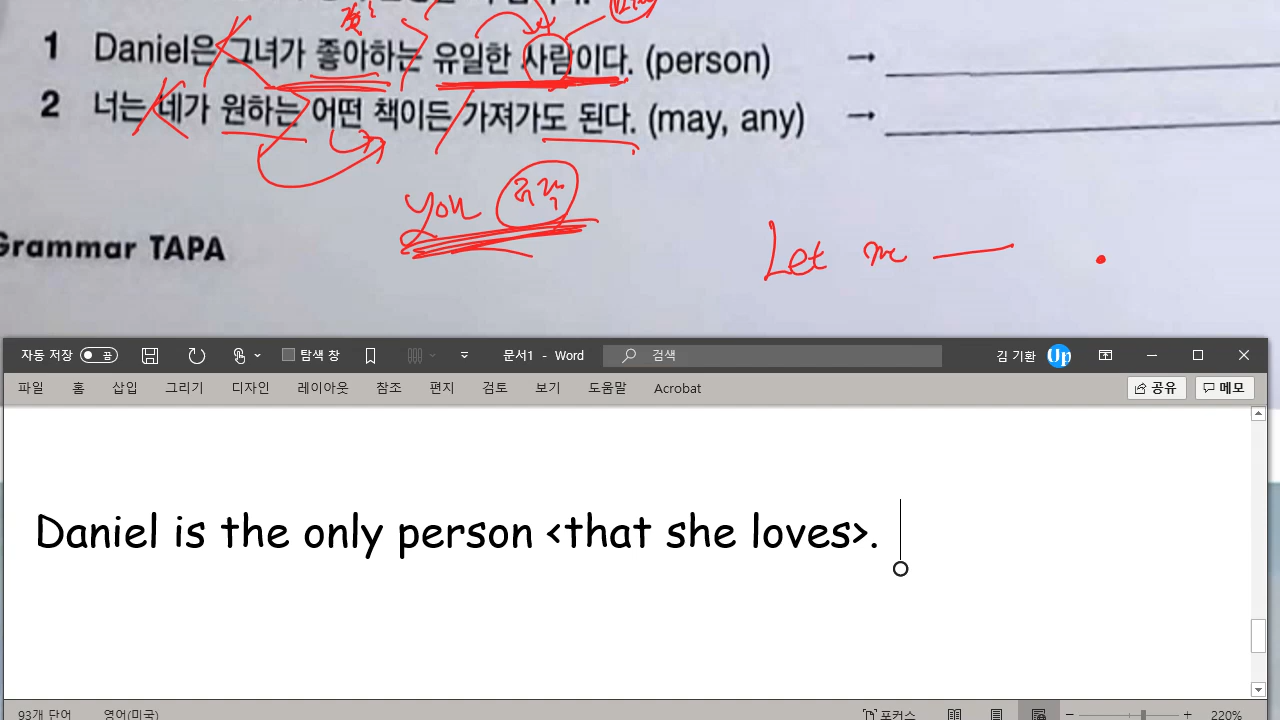 1 Daniel은 그녀가 좋아하는 유일한 사람이다. (person) →
2 너는 네가 원하는 어떤 책이든 가져가도 된다. (may, any) →
you
Grammar TAPA
Let me
자동 저장 끔 탐색 창 문서1 - Word 검색 김 기환 Up
파일 홈 삽입 그리기 디자인 레이아웃 참조 편지 검토 보기 도움말 Acrobat 공유 메모
Daniel is the only person <that she loves>.
93개 단어 영어(미국) 포커스 220%